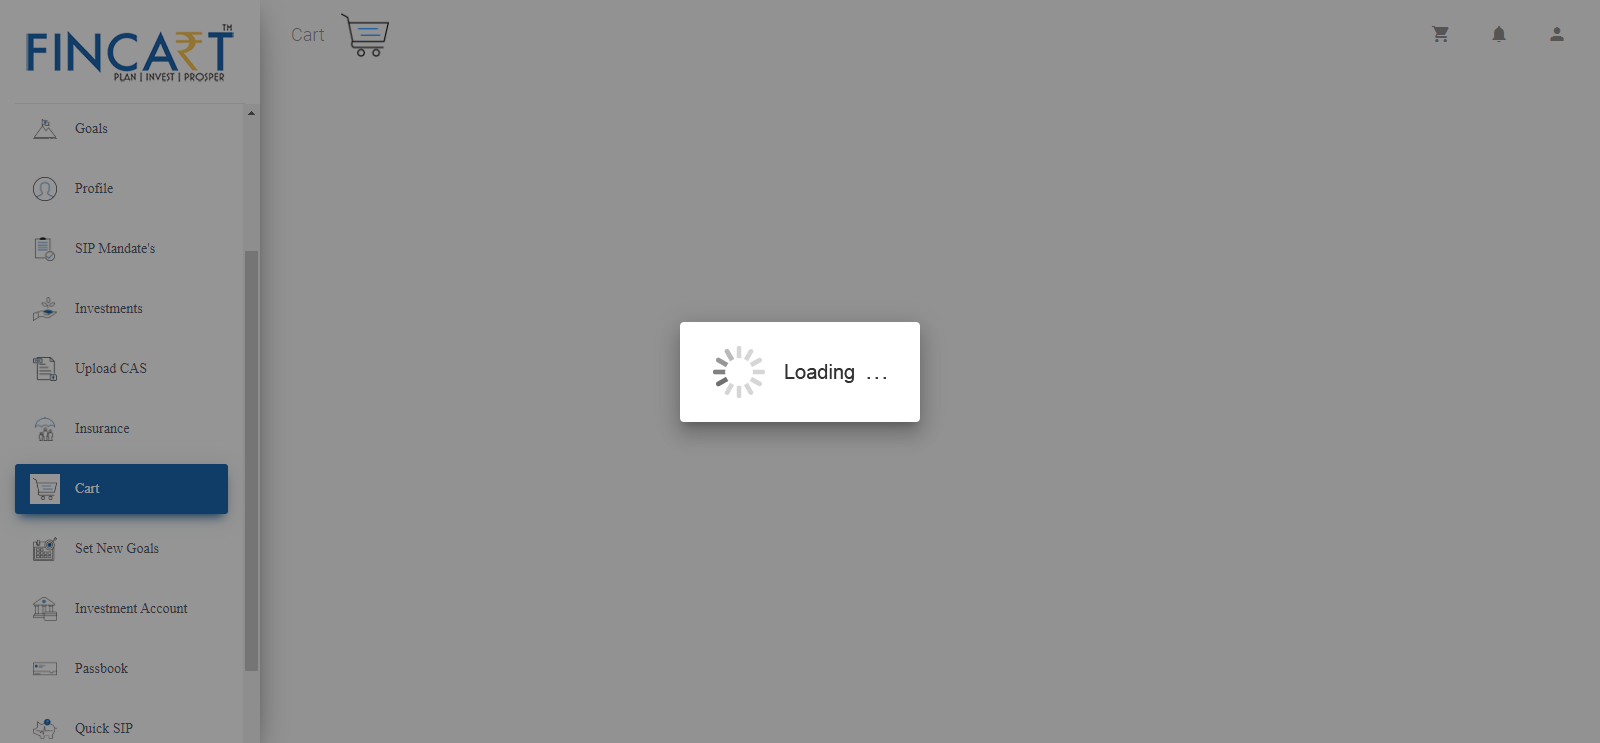 FINCART TM
PLAN | INVEST | PROSPER
Cart
Goals
Profile
SIP Mandate's
Investments
Upload CAS
Insurance
Cart
Set New Goals
Investment Account
Passbook
Quick SIP
Loading ...